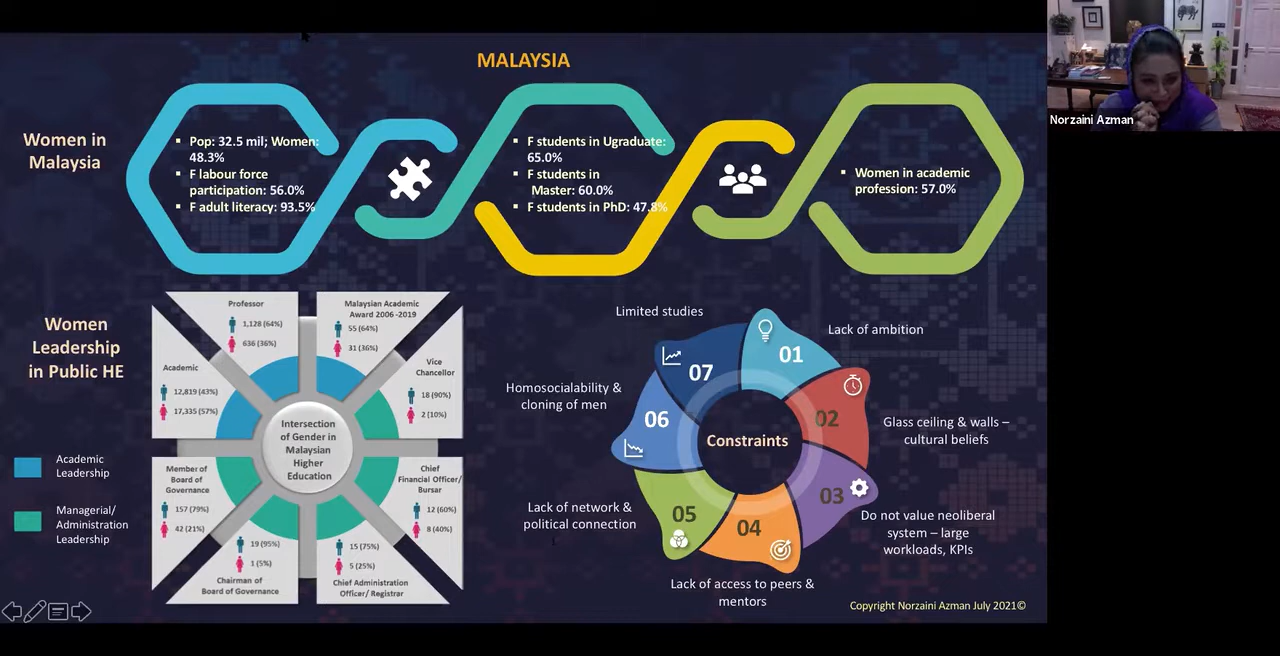 MALAYSIA
Women in
Malaysia
▪ Pop: 32.5 mil; Women:
48.3%
▪ F labour force
participation: 56.0%
▪ F adult literacy: 93.5%
▪ F students in Ugraduate:
65.0%
▪ F students in
Master: 60.0%
▪ F students in PhD: 47.8%
▪ Women in academic
profession: 57.0%
Norzaini Azman
Women
Leadership
in Public HE
Professor
1,128 (64%)
636 (36%)
Malaysian Academic
Award 2006 -2019
55 (64%)
31 (36%)
Academic
12,819 (43%)
17,335 (57%)
Vice
Chancellor
18 (90%)
2 (10%)
Intersection
of Gender in
Malaysian
Higher
Education
Member of
Board of
Governance
157 (79%)
42 (21%)
Chief
Financial Officer/
Bursar
12 (60%)
8 (40%)
19 (95%)
1 (5%)
Chairman of
Board of Governance
15 (75%)
5 (25%)
Chief Administration
Officer/ Registrar
Academic
Leadership
Managerial/
Administration
Leadership
Constraints
01
Lack of ambition
02
Glass ceiling & walls –
cultural beliefs
03
Do not value neoliberal
system – large
workloads, KPIs
04
Lack of access to peers &
mentors
05
Lack of network &
political connection
06
Homosocialability &
cloning of men
07
Limited studies
Copyright Norzaini Azman July 2021©